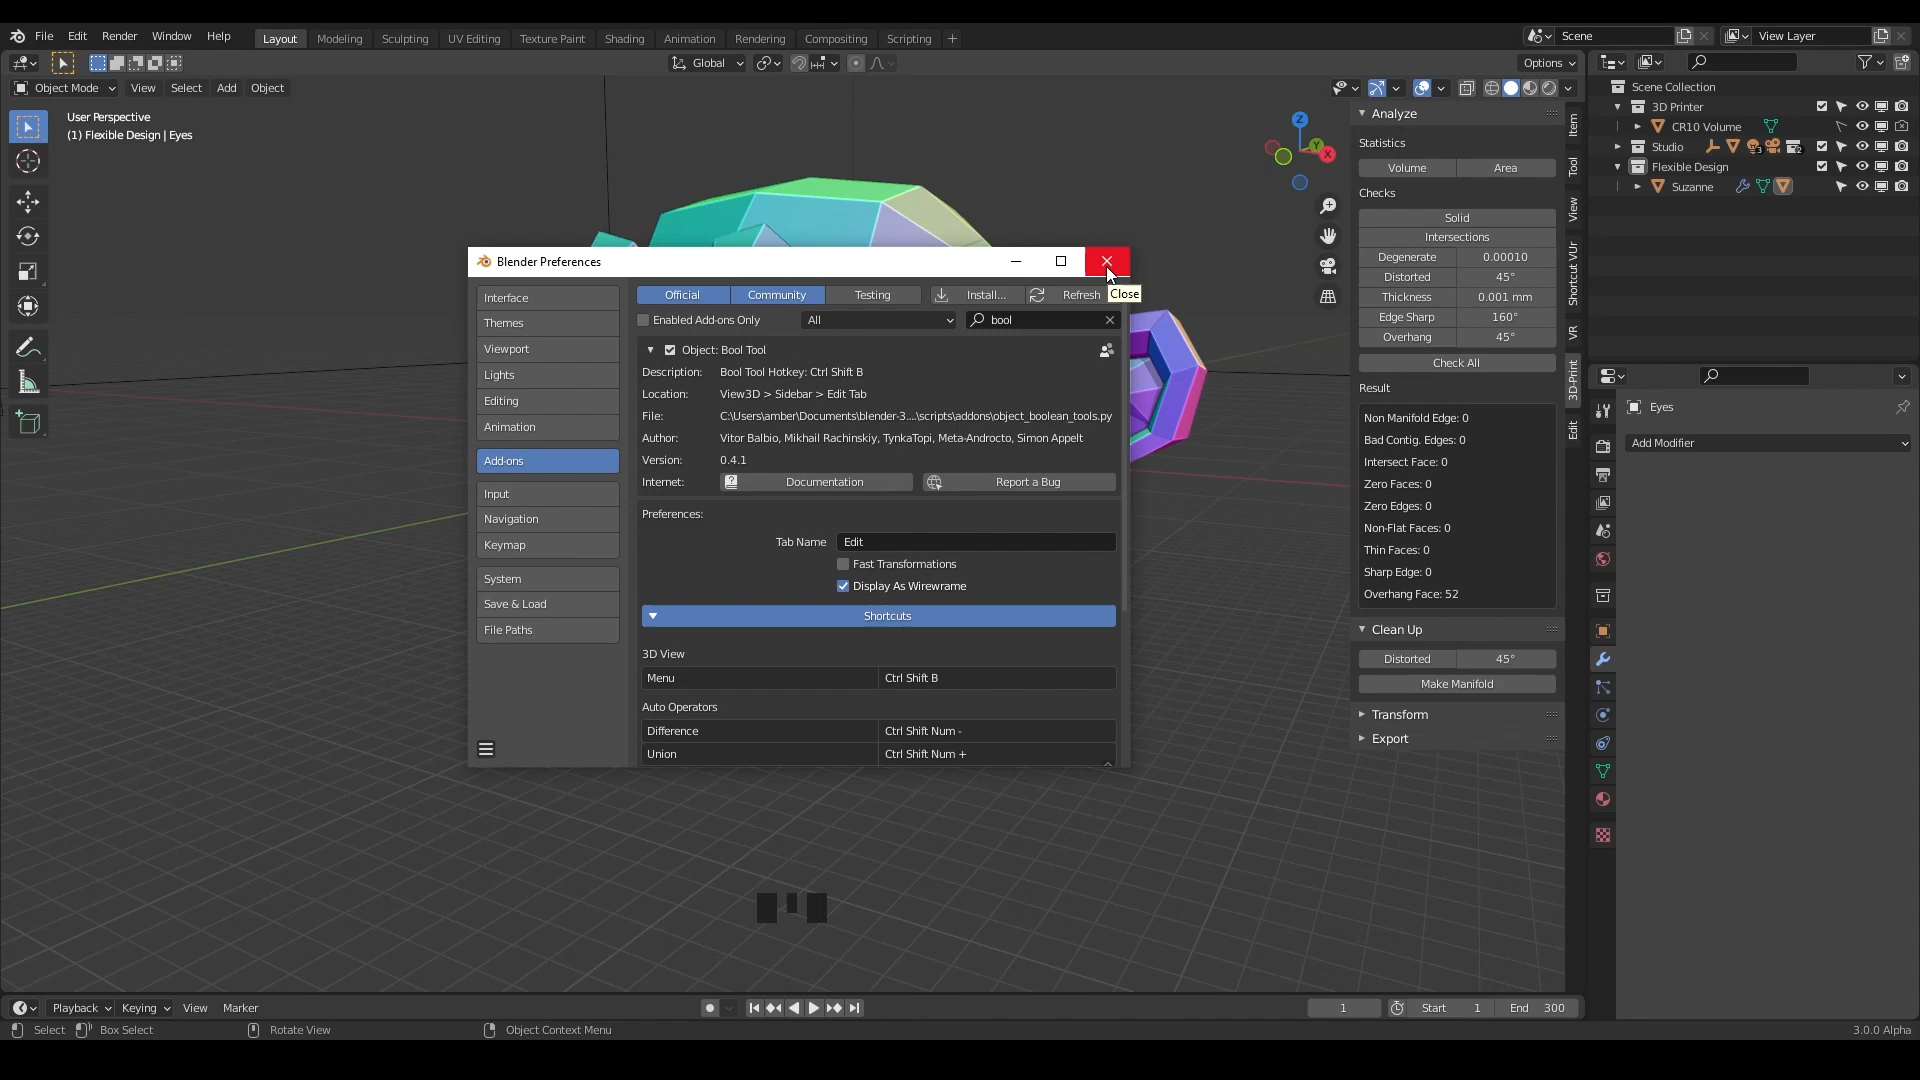 File Edit Render Window Help Layout Modeling Sculpting UV Editing Texture Paint Shading Animation Rendering Compositing Scripting + Scene View Layer
Global Options
Object Mode View Select Add Object
User Perspective
(1) Flexible Design | Eyes
Z
Y
X
Analyze
Statistics
Volume Area
Checks
Solid
Intersections
Degenerate 0.00010
Distorted 45°
Thickness 0.001 mm
Edge Sharp 160°
Overhang 45°
Check All
Result
Non Manifold Edge: 0
Bad Contig. Edges: 0
Intersect Face: 0
Zero Faces: 0
Zero Edges: 0
Non-Flat Faces: 0
Thin Faces: 0
Sharp Edge: 0
Overhang Face: 52
Clean Up
Distorted 45°
Make Manifold
Transform
Export
Item
Tool
View
Shortcut VUr
VR
3D-Print
Edit
Scene Collection
3D Printer
CR10 Volume
Studio 3 2
Flexible Design
Suzanne
Eyes
Add Modifier
Blender Preferences
Close
Interface
Themes
Viewport
Lights
Editing
Animation
Add-ons
Input
Navigation
Keymap
System
Save & Load
File Paths
Official Community Testing Install... Refresh
Enabled Add-ons Only All bool
Object: Bool Tool
Description: Bool Tool Hotkey: Ctrl Shift B
Location: View3D > Sidebar > Edit Tab
File: C:\Users\amber\Documents\blender-3....\scripts\addons\object_boolean_tools.py
Author: Vitor Balbio, Mikhail Rachinskiy, TynkaTopi, Meta-Androcto, Simon Appelt
Version: 0.4.1
Internet: Documentation Report a Bug
Preferences:
Tab Name Edit
Fast Transformations
Display As Wirewrame
Shortcuts
3D View
Menu Ctrl Shift B
Auto Operators
Difference Ctrl Shift Num -
Union Ctrl Shift Num +
Playback Keying View Marker 1 Start 1 End 300
Select Box Select Rotate View Object Context Menu 3.0.0 Alpha